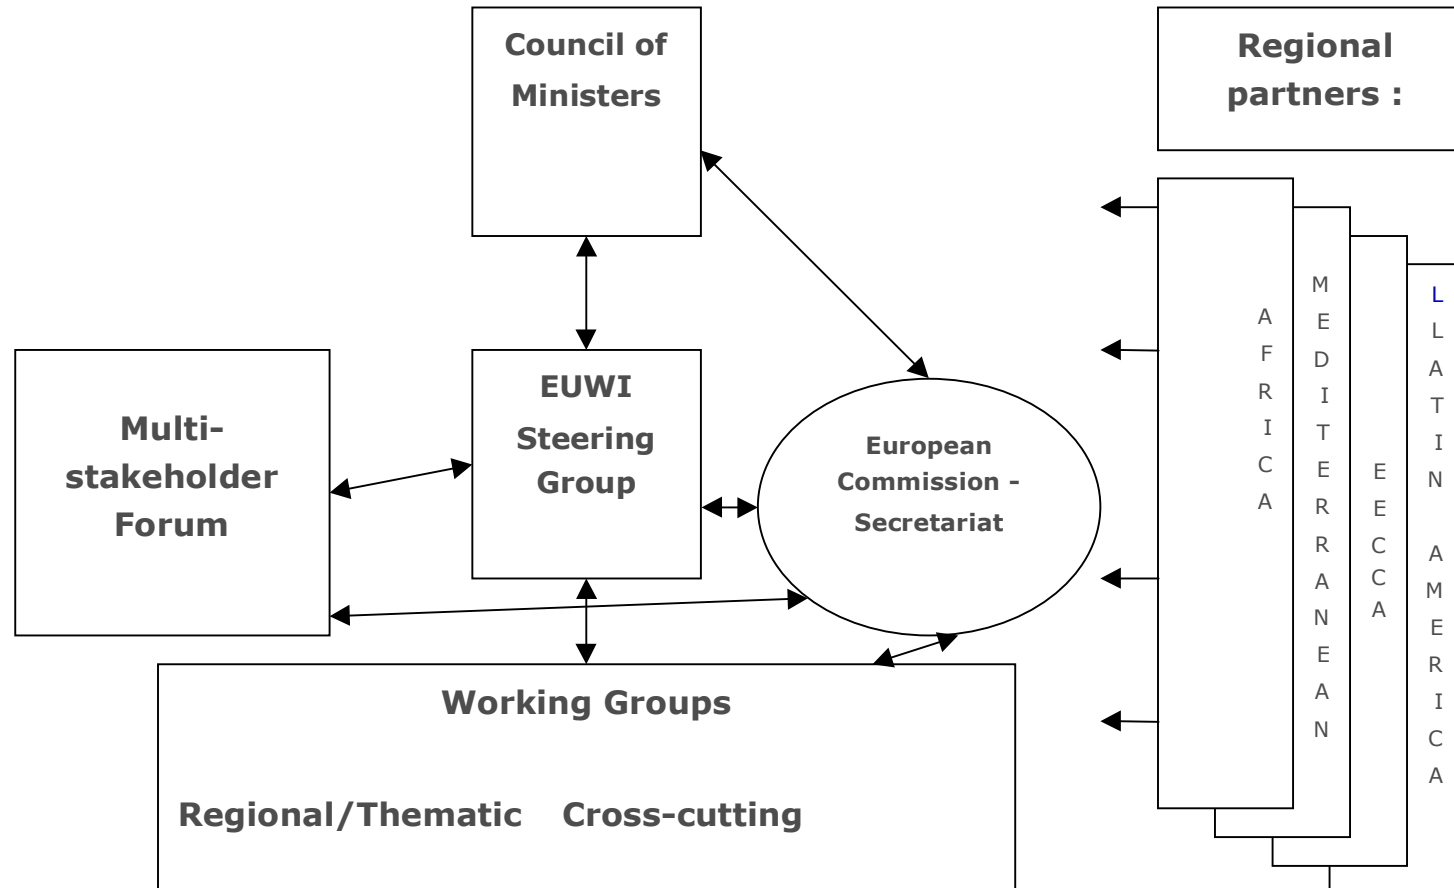 Council of
Ministers
Regional
partners :
Multi-
stakeholder
Forum
EUWI
Steering
Group
European
Commission -
Secretariat
Working Groups
Regional/Thematic Cross-cutting
AFRICA
MEDITERRANEAN
EECCA
LLATIN AMERICA